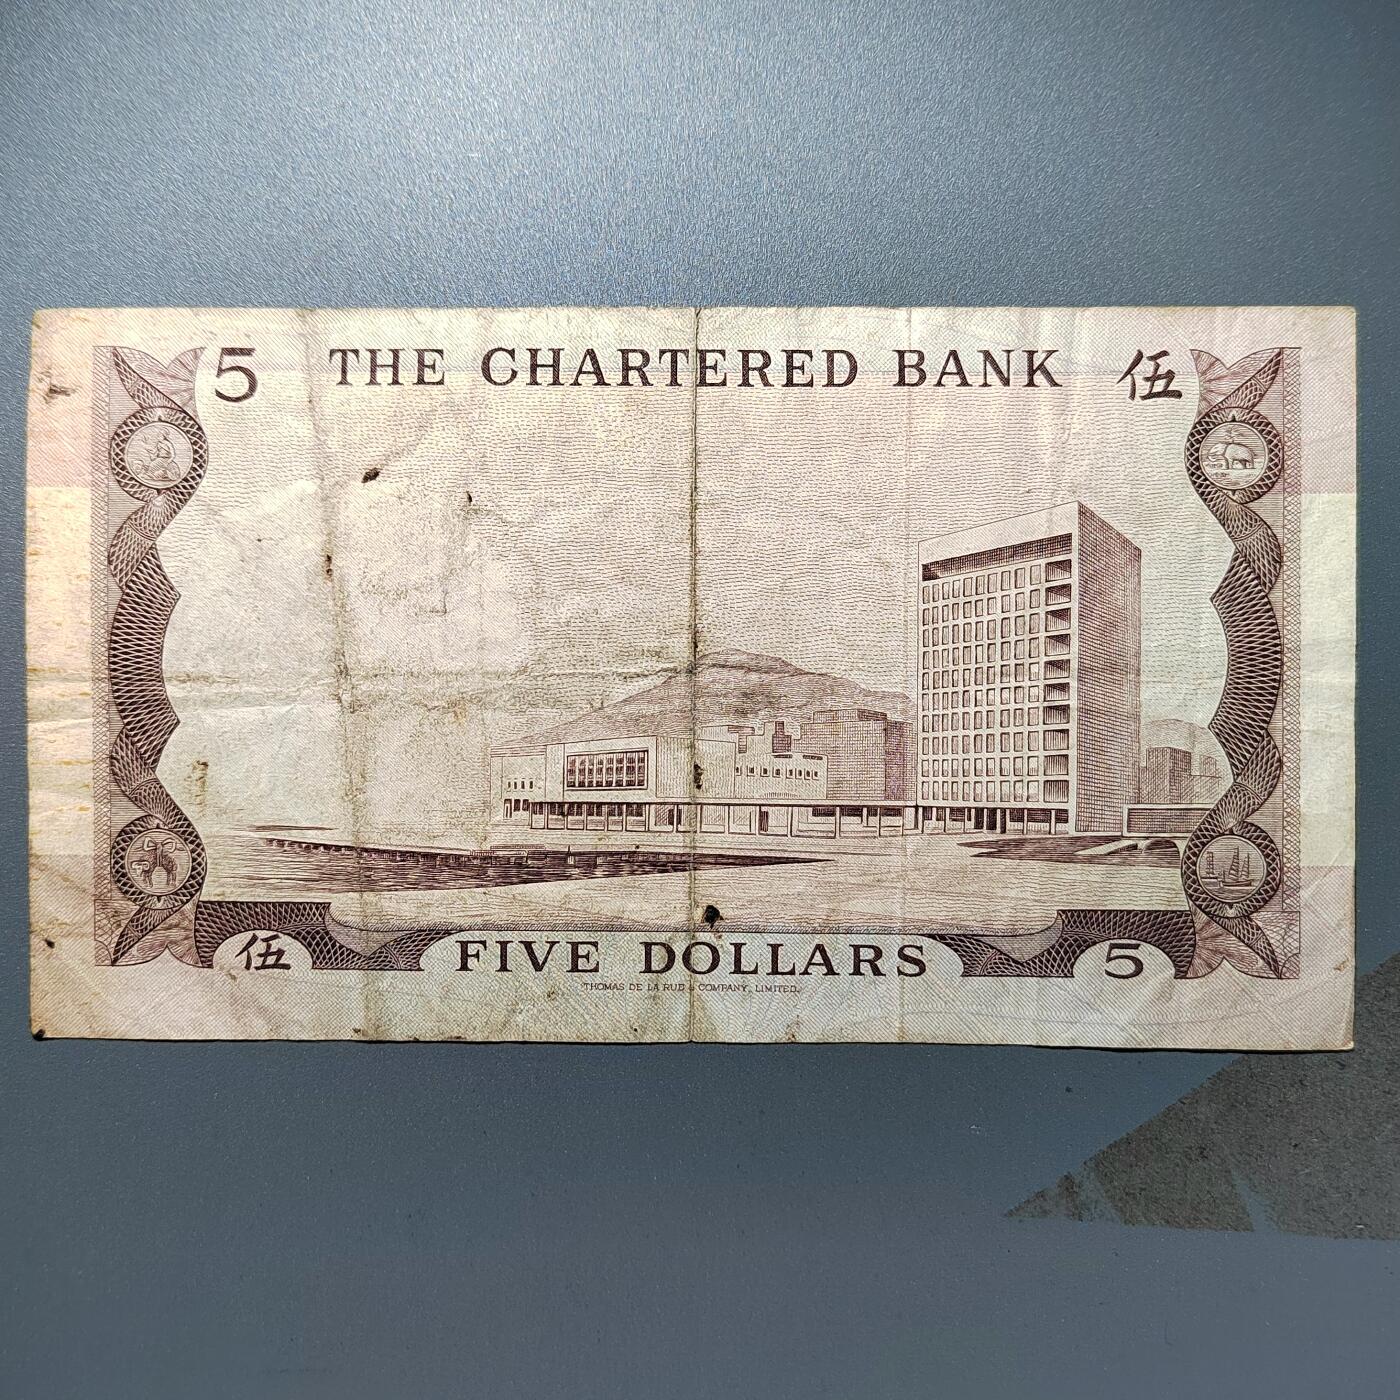 5 THE CHARTERED BANK 伍
伍 FIVE DOLLARS 5
THOMAS DE LA RUE & COMPANY, LIMITED.